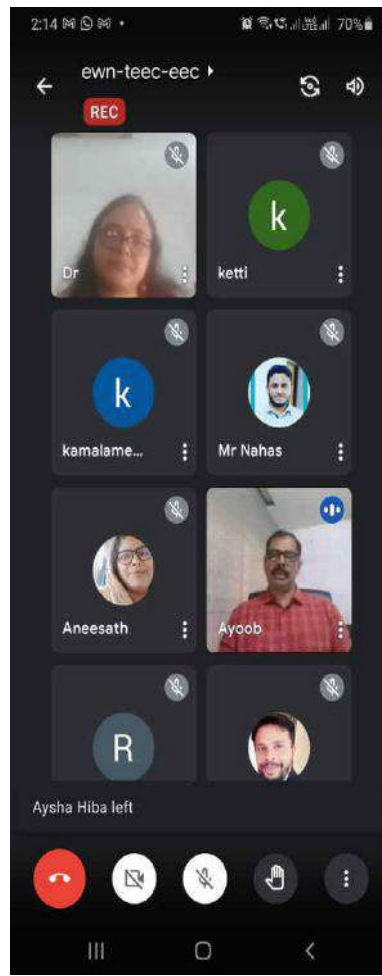 2:14
70%
ewn-teec-eec
REC
Dr
k
ketti
k
kamalame...
Mr Nahas
Aneesath
Ayoob
R
Aysha Hiba left